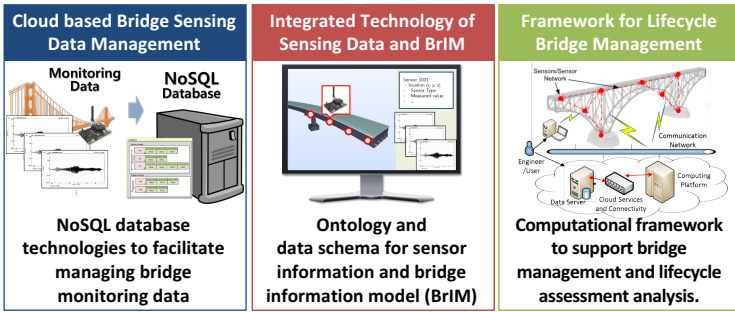 Cloud based Bridge Sensing
Data Management
Monitoring
Data
NoSQL
Database
NoSQL database
technologies to facilitate
managing bridge
monitoring data
Integrated Technology of
Sensing Data and BrIM
Sensor 1001
- location (x, y, z)
- Sensor Type
- Measured value
- ...
Ontology and
data schema for sensor
information and bridge
information model (BrIM)
Framework for Lifecycle
Bridge Management
Sensors/Sensor
Network
Communication
Network
Engineer
/User
Data Server
Cloud Services
and Connectivity
Computing
Platform
Computational framework
to support bridge
management and lifecycle
assessment analysis.